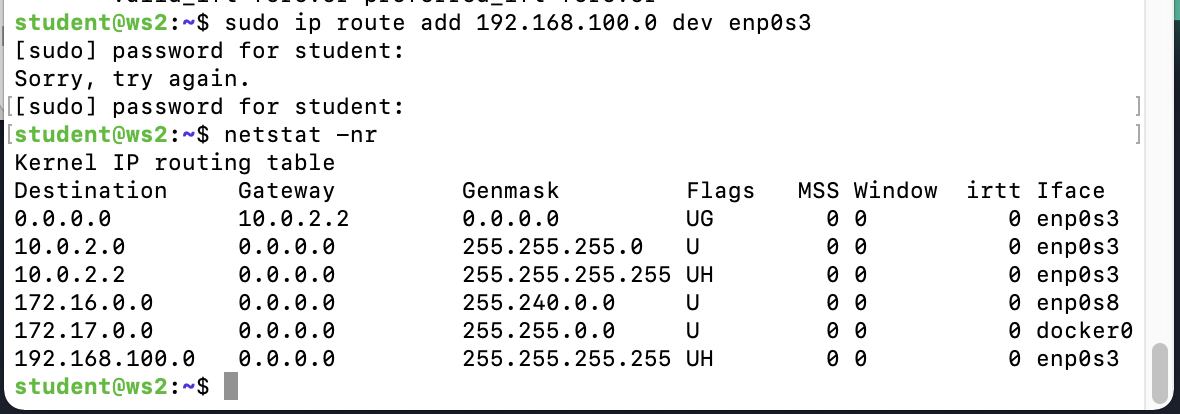 student@ws2:~$ sudo ip route add 192.168.100.0 dev enp0s3
[sudo] password for student:
Sorry, try again.
[[sudo] password for student: ]
[student@ws2:~$ netstat -nr ]
Kernel IP routing table
Destination     Gateway         Genmask         Flags   MSS Window  irtt Iface
0.0.0.0         10.0.2.2        0.0.0.0         UG        0 0          0 enp0s3
10.0.2.0        0.0.0.0         255.255.255.0   U         0 0          0 enp0s3
10.0.2.2        0.0.0.0         255.255.255.255 UH        0 0          0 enp0s3
172.16.0.0      0.0.0.0         255.240.0.0     U         0 0          0 enp0s8
172.17.0.0      0.0.0.0         255.255.0.0     U         0 0          0 docker0
192.168.100.0   0.0.0.0         255.255.255.255 UH        0 0          0 enp0s3
student@ws2:~$